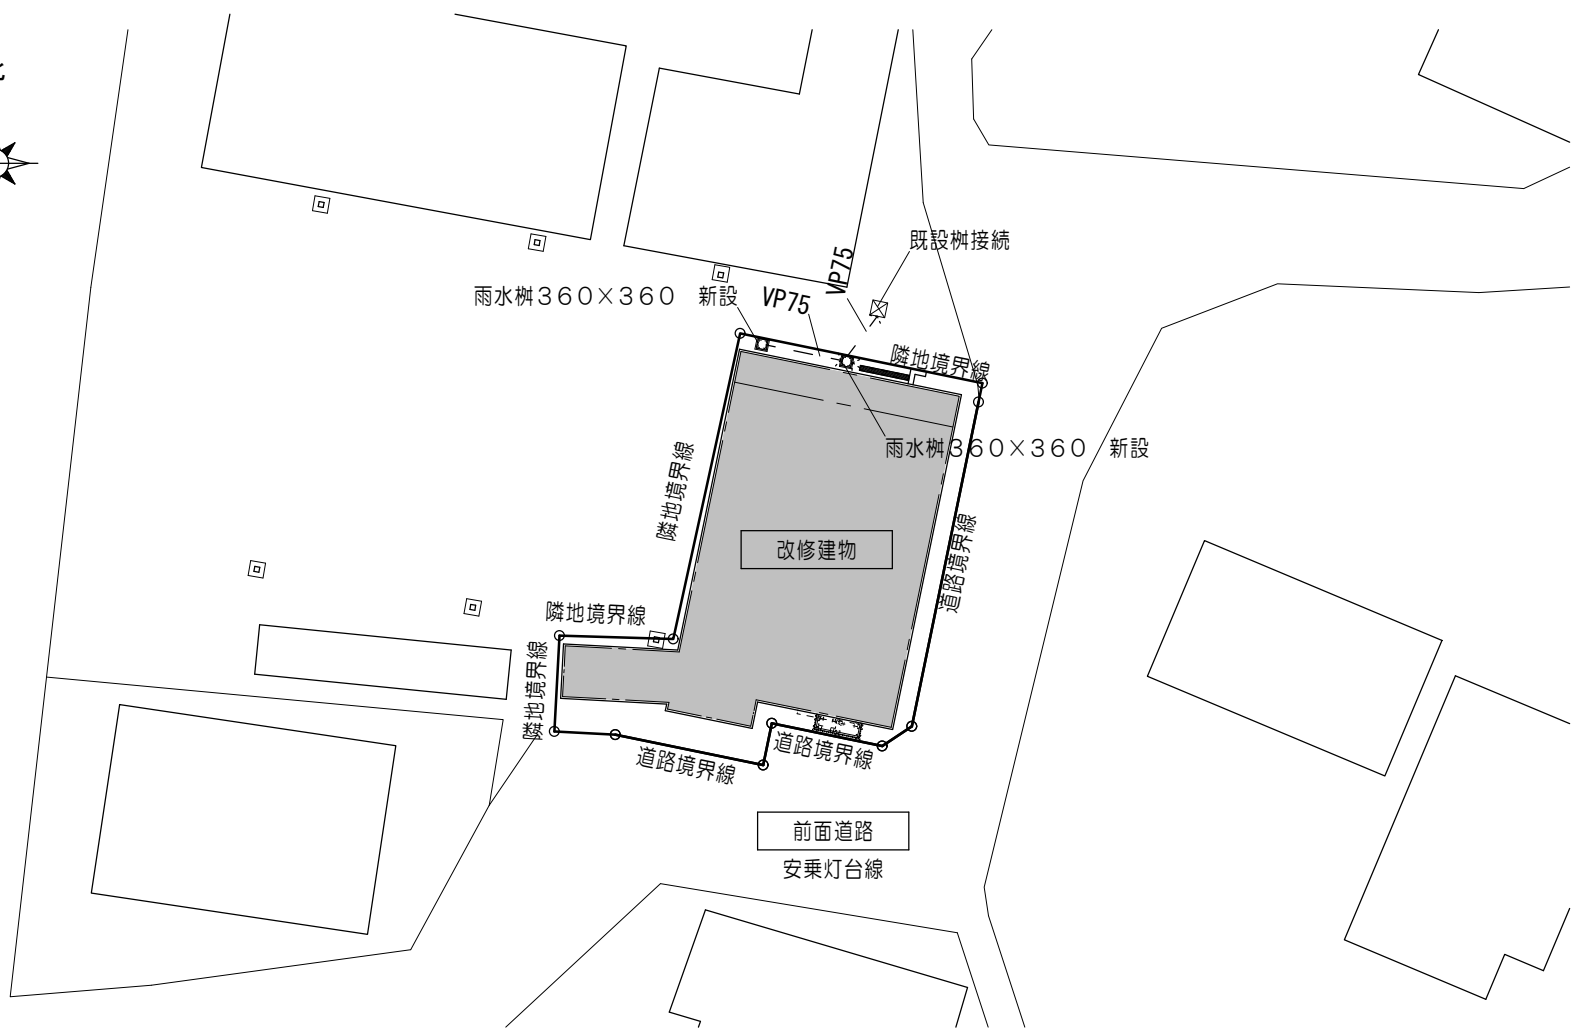 既設桝接続
VP75
雨水桝360×360 新設
VP75
隣地境界線
雨水桝360×360 新設
隣地境界線
道路境界線
改修建物
隣地境界線
隣地境界線
道路境界線
道路境界線
前面道路
安乗灯台線